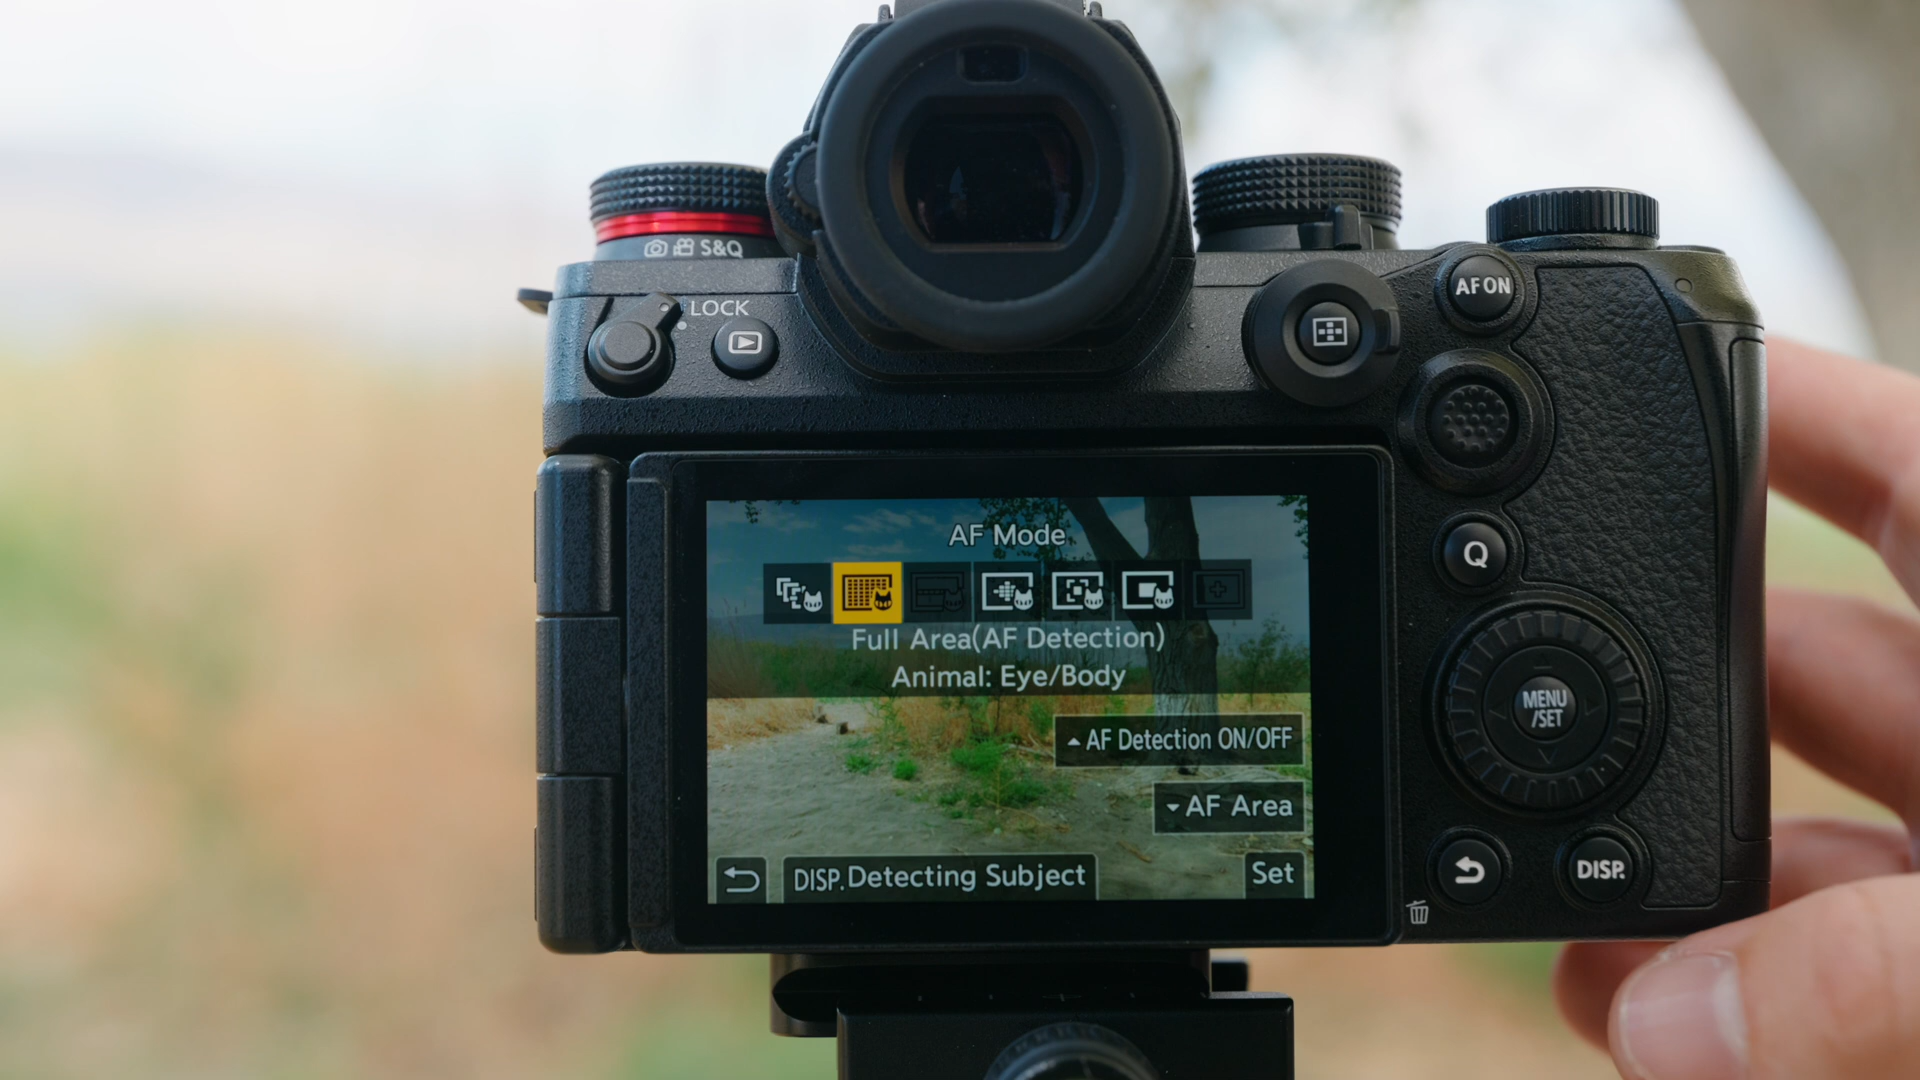 S&Q
LOCK
AF ON
AF Mode
Full Area(AF Detection)
Animal: Eye/Body
AF Detection ON/OFF
AF Area
DISP. Detecting Subject
Set
Q
MENU
/SET
DISP.